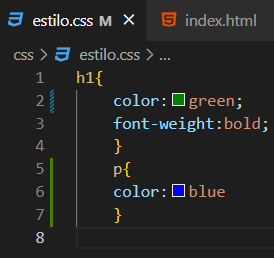 estilo.css M index.html
css > estilo.css > ...
1 h1{
2 color:green;
3 font-weight:bold;
4 }
5 p{
6 color:blue
7 }
8